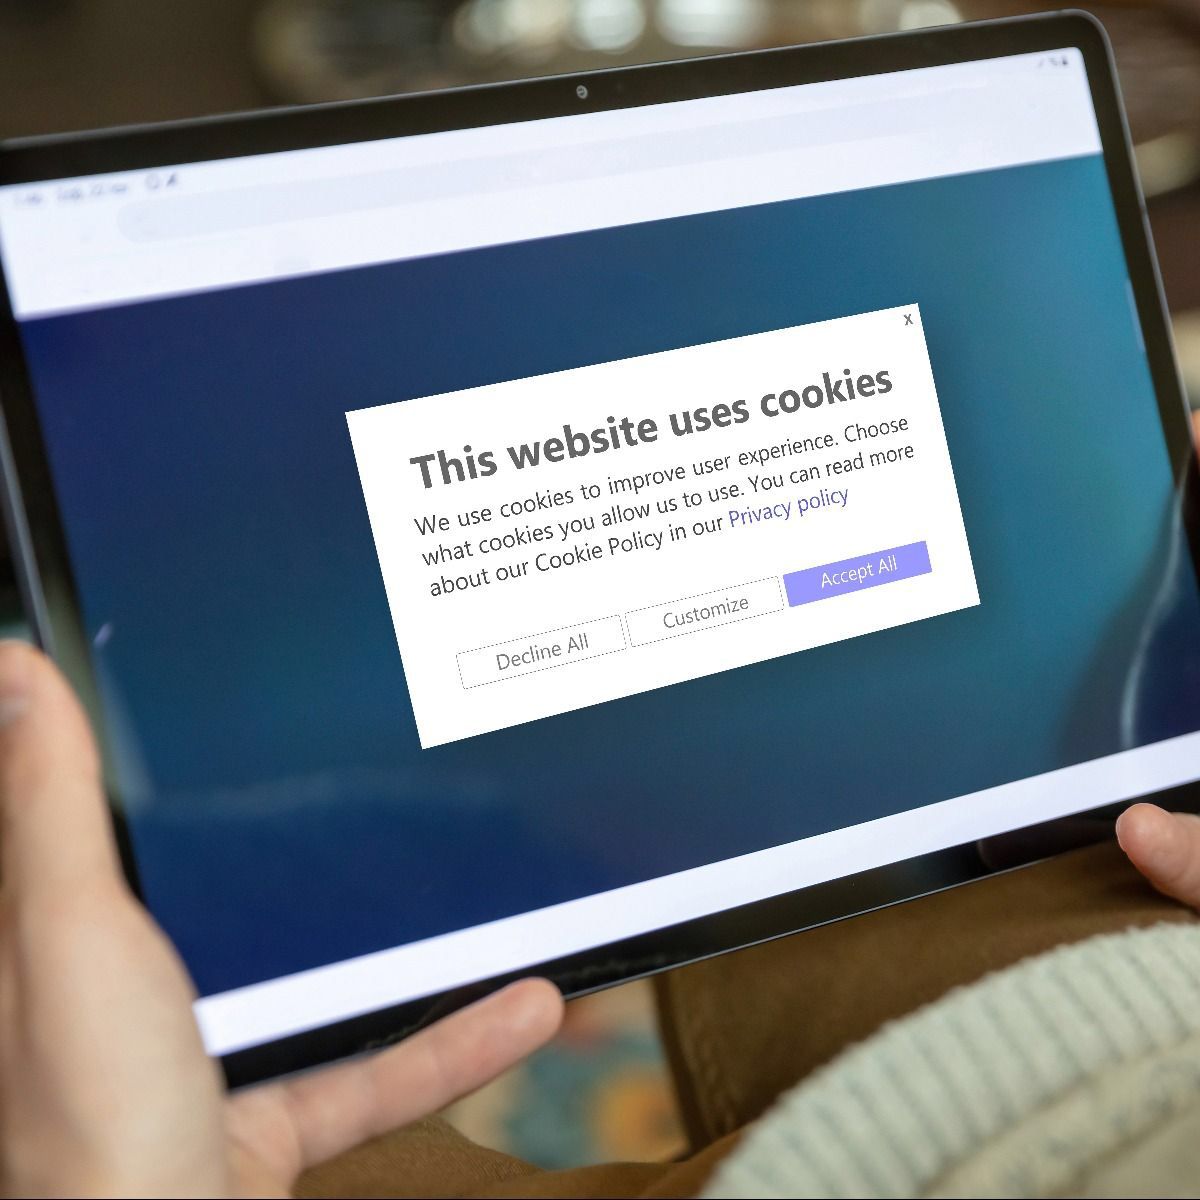 X
This website uses cookies
We use cookies to improve user experience. Choose
what cookies you allow us to use. You can read more
about our Cookie Policy in our Privacy policy
Decline All
Customize
Accept All